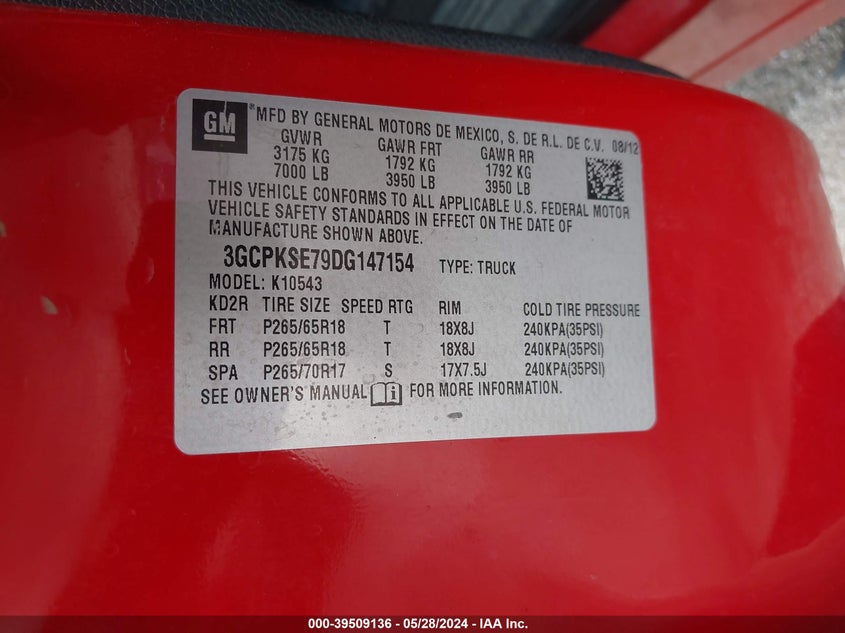 GM
*MFD BY GENERAL MOTORS DE MEXICO, S. DE R.L. DE C.V. 08/12
GVWR GAWR FRT GAWR RR
3175 KG 1792 KG 1792 KG
7000 LB 3950 LB 3950 LB
THIS VEHICLE CONFORMS TO ALL APPLICABLE U.S. FEDERAL MOTOR
VEHICLE SAFETY STANDARDS IN EFFECT ON THE DATE OF
MANUFACTURE SHOWN ABOVE.
3GCPKSE79DG147154 TYPE: TRUCK
MODEL: K10543
KD2R TIRE SIZE SPEED RTG RIM COLD TIRE PRESSURE
FRT P265/65R18 T 18X8J 240KPA(35PSI)
RR P265/65R18 T 18X8J 240KPA(35PSI)
SPA P265/70R17 S 17X7.5J 240KPA(35PSI)
SEE OWNER'S MANUAL FOR MORE INFORMATION.
000-39509136 - 05/28/2024 - IAA Inc.